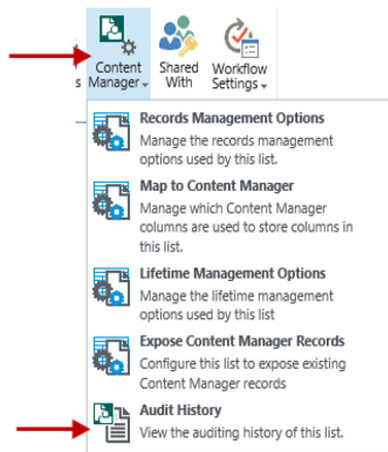 Content
Manager
Shared
With
Workflow
Settings
Records Management Options
Manage the records management
options used by this list.
Map to Content Manager
Manage which Content Manager
columns are used to store columns in
this list.
Lifetime Management Options
Manage the lifetime management
options used by this list
Expose Content Manager Records
Configure this list to expose existing
Content Manager records
Audit History
View the auditing history of this list.